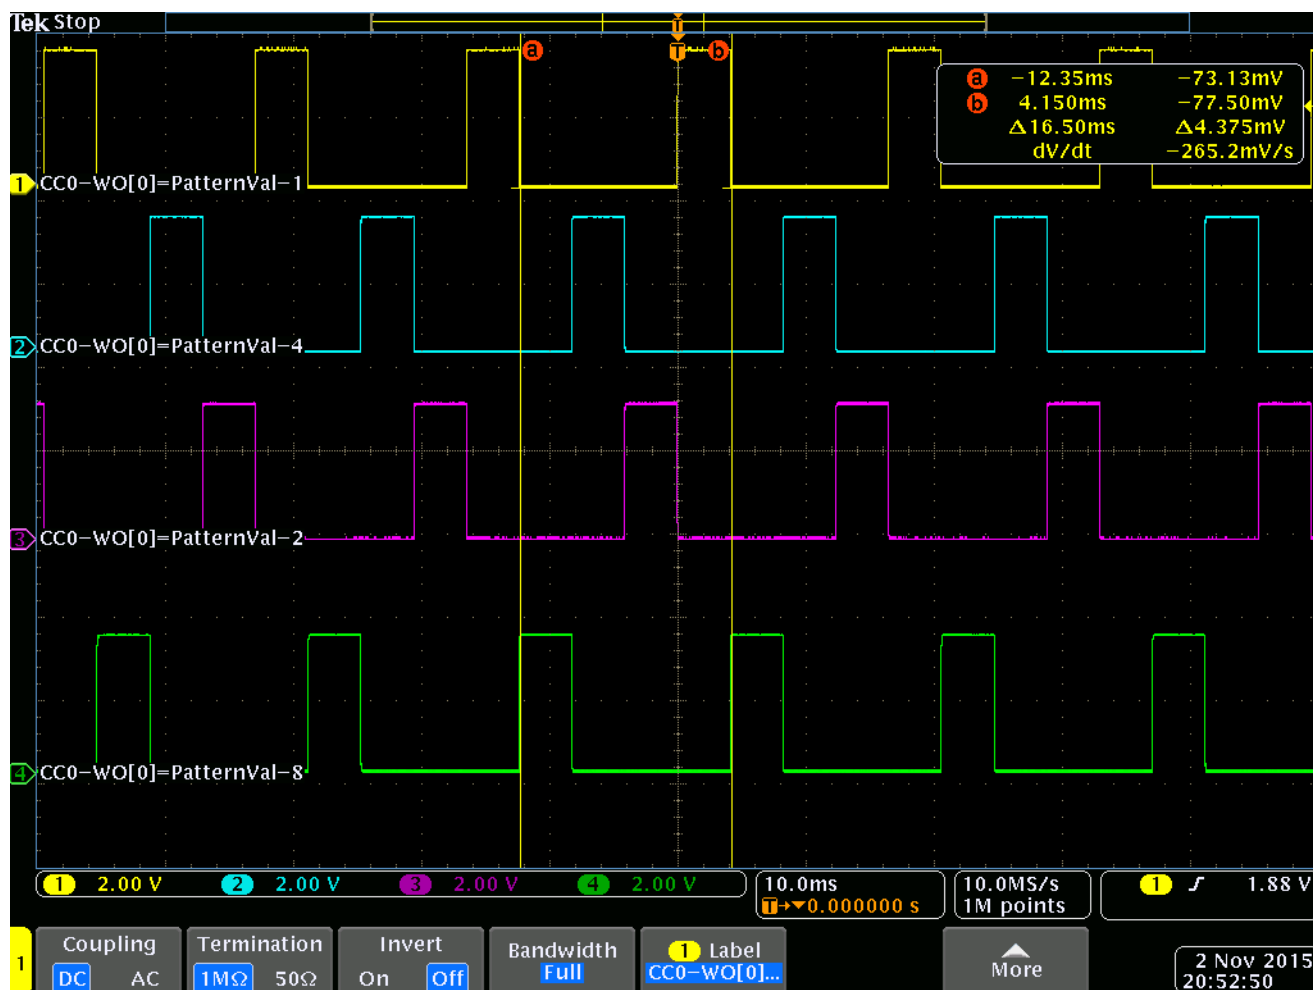 Tek Stop
T
T
a
b
a −12.35ms −73.13mV
b 4.150ms −77.50mV
Δ16.50ms Δ4.375mV
dV/dt −265.2mV/s
1 CC0-WO[0]=PatternVal-1
2 CC0-WO[0]=PatternVal-4
3 CC0-WO[0]=PatternVal-2
4 CC0-WO[0]=PatternVal-8
1 2.00 V 2 2.00 V 3 2.00 V 4 2.00 V
10.0ms
T→▼0.000000 s
10.0MS/s
1M points
1 1.88 V
1
Coupling
DC AC
Termination
1MΩ 50Ω
Invert
On Off
Bandwidth
Full
1 Label
CC0-WO[0]...
More
2 Nov 2015
20:52:50